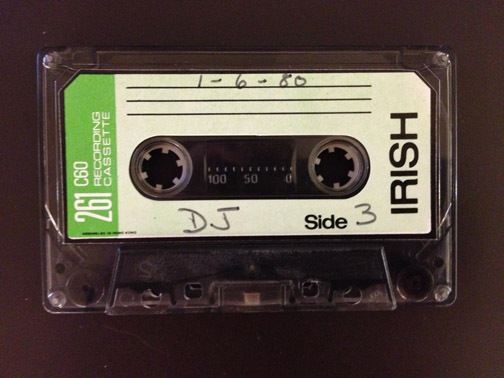 1-6-80
261 C60
RECORDING
CASSETTE
100 50 0
DJ
Side 3
IRISH